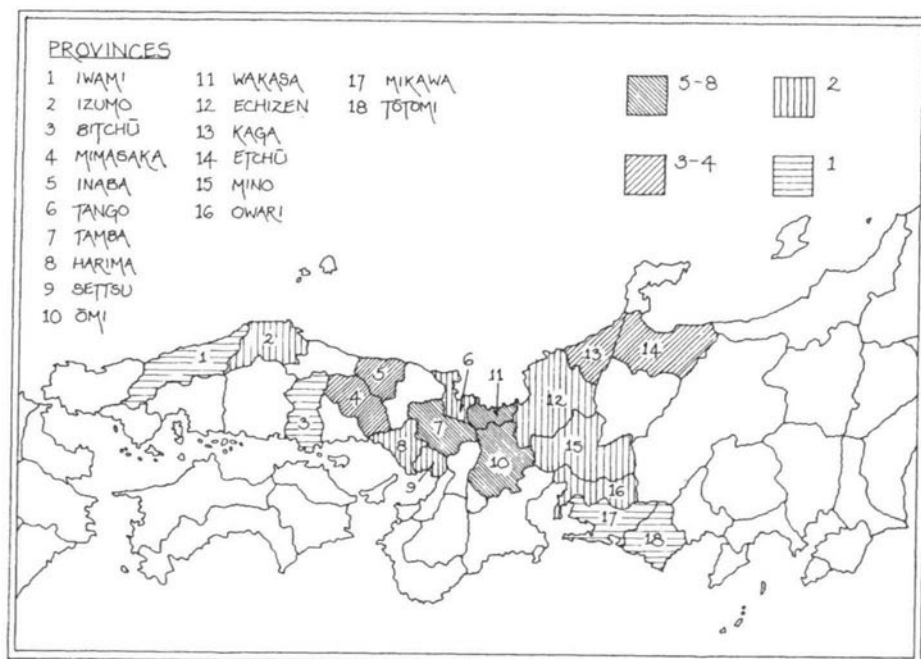 PROVINCES
1 IWAMI
2 IZUMO
3 BITCHŪ
4 MIMASAKA
5 INABA
6 TANGO
7 TAMBA
8 HARIMA
9 SETTSU
10 ŌMI
11 WAKASA
12 ECHIZEN
13 KAGA
14 ETCHŪ
15 MINO
16 OWARI
17 MIKAWA
18 TŌTOMI
5-8
2
3-4
1
1
2
3
4
5
6
7
8
9
10
11
12
13
14
15
16
17
18